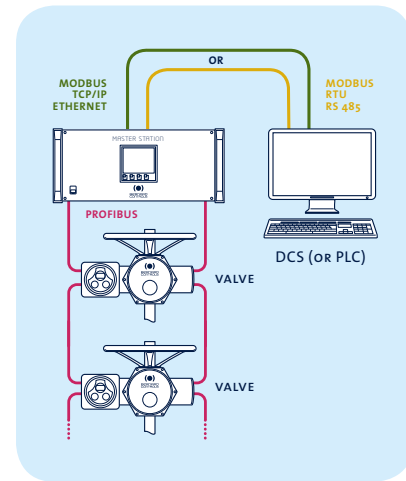 OR
MODBUS
TCP/IP
ETHERNET
MODBUS
RTU
RS 485
MASTER STATION
PROFIBUS
DCS (OR PLC)
VALVE
VALVE